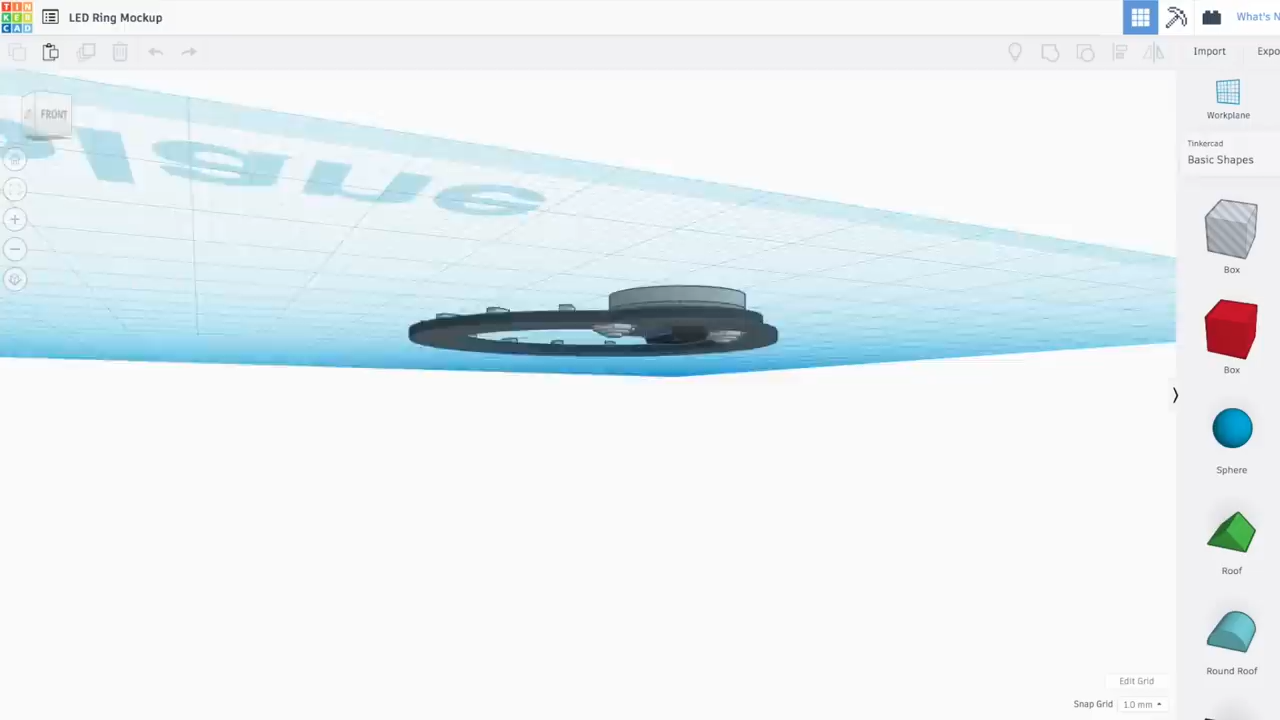 TIN
KER
CAD
LED Ring Mockup
What's N
Import
Expo
FRONT
Workplane
Tinkercad
Basic Shapes
Box
Box
Sphere
Roof
Round Roof
Edit Grid
Snap Grid
1.0 mm